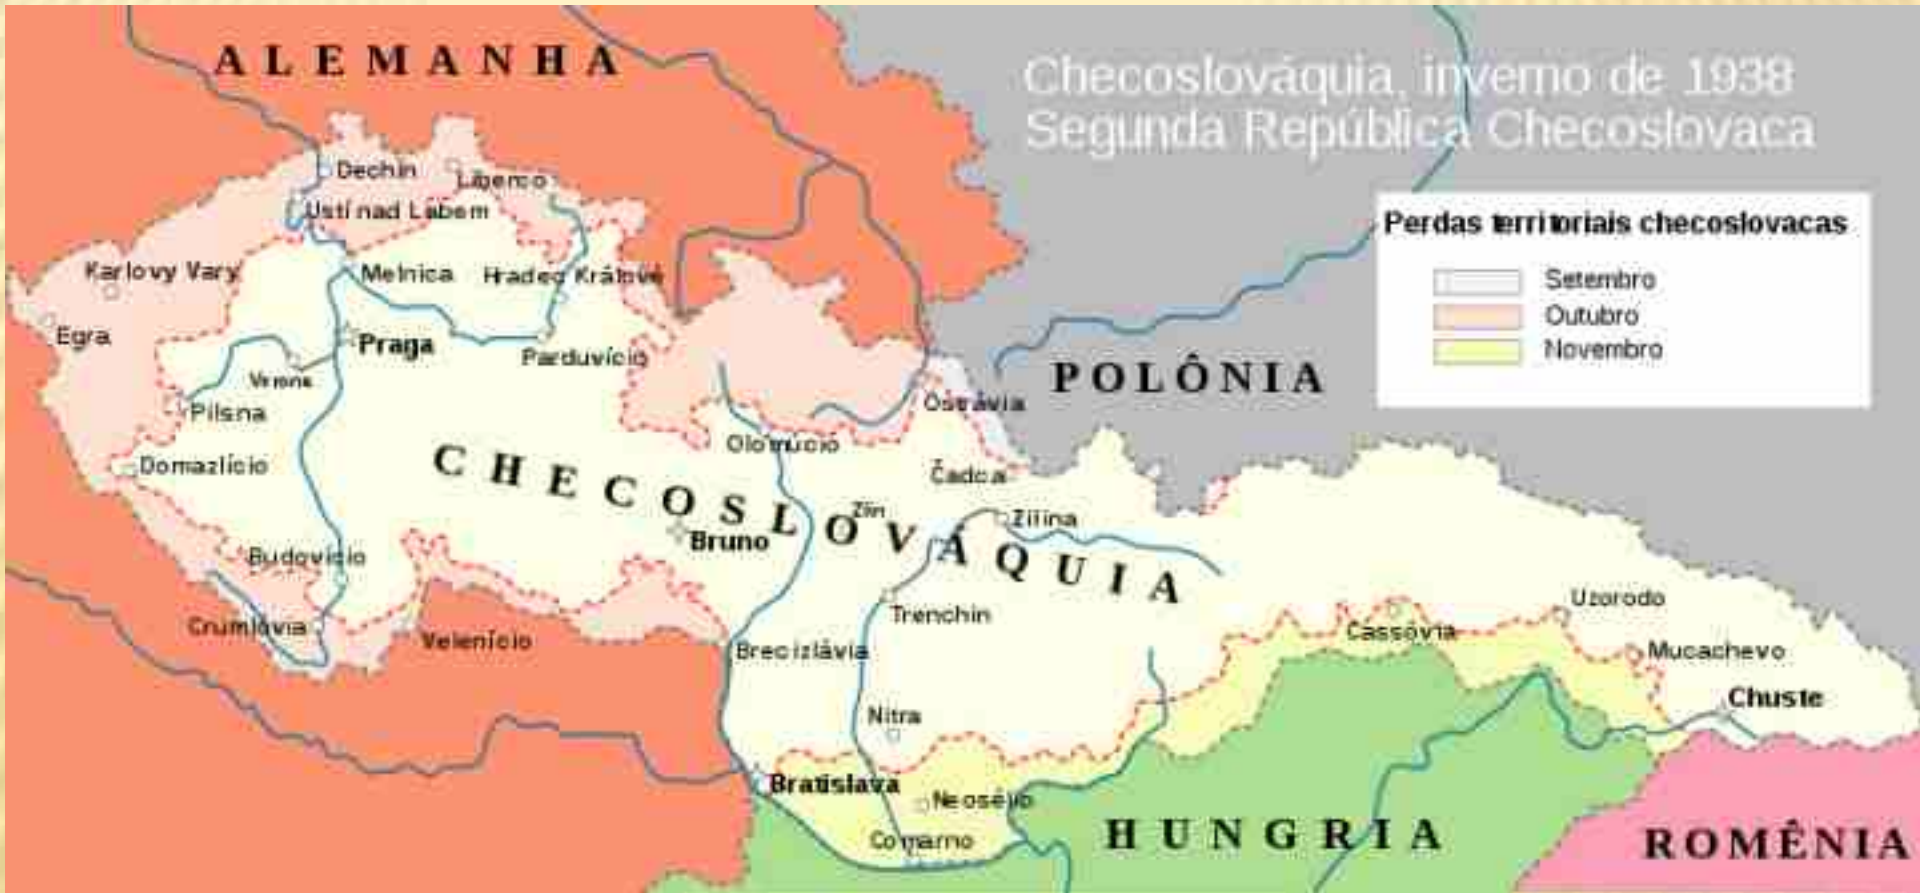 ALEMANHA
Checoslováquia, inverno de 1938
Segunda República Checoslovaca
Perdas territoriais checoslovacas
Setembro
Outubro
Novembro
Dechín
Liberco
Ustí nad Labem
Karlovy Vary
Melnica
Hradec Králové
Egra
Praga
Parduvício
Pilsna
POLÔNIA
Ostrávia
Olomúcio
Domazlício
CHECOSLOVÁQUIA
Čadca
Zlin
Zilina
Bruno
Budovício
Trenchin
Uzorodo
Crumlóvia
Velenício
Cassóvia
Brecizlávia
Mucachevo
Chuste
Nitra
Bratislava
Neosélio
Comarno
HUNGRIA
ROMÊNIA